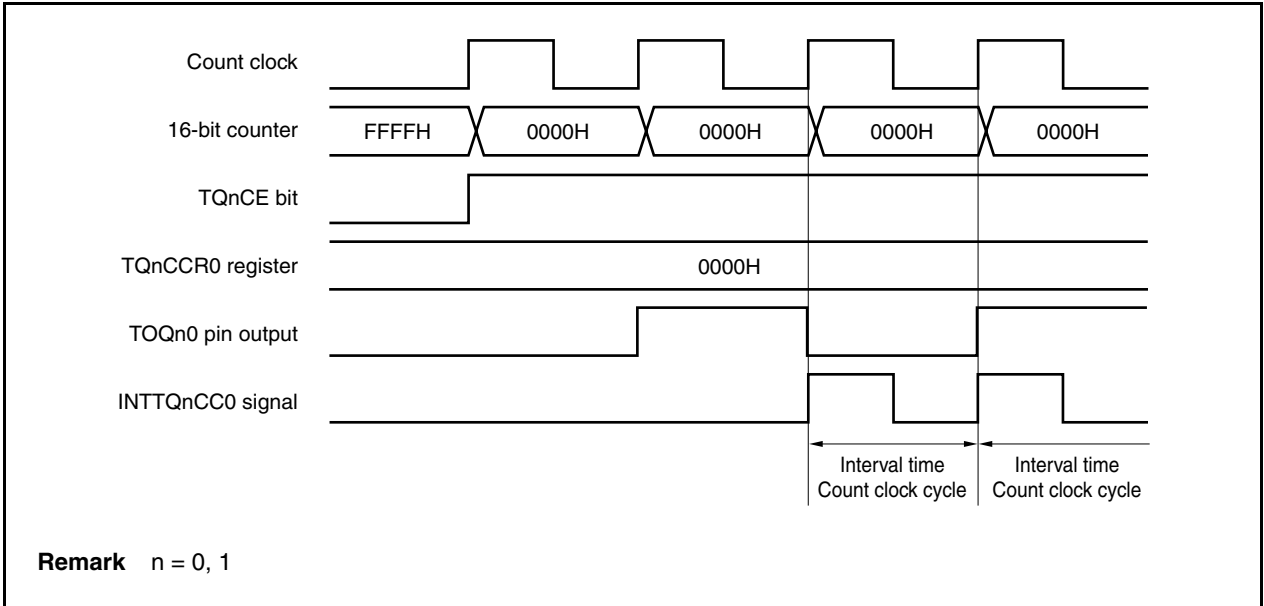 Count clock
16-bit counter
FFFFH
0000H
0000H
0000H
0000H
TQnCE bit
TQnCCR0 register
0000H
TOQn0 pin output
INTTQnCC0 signal
Interval time
Count clock cycle
Interval time
Count clock cycle
Remark n = 0, 1